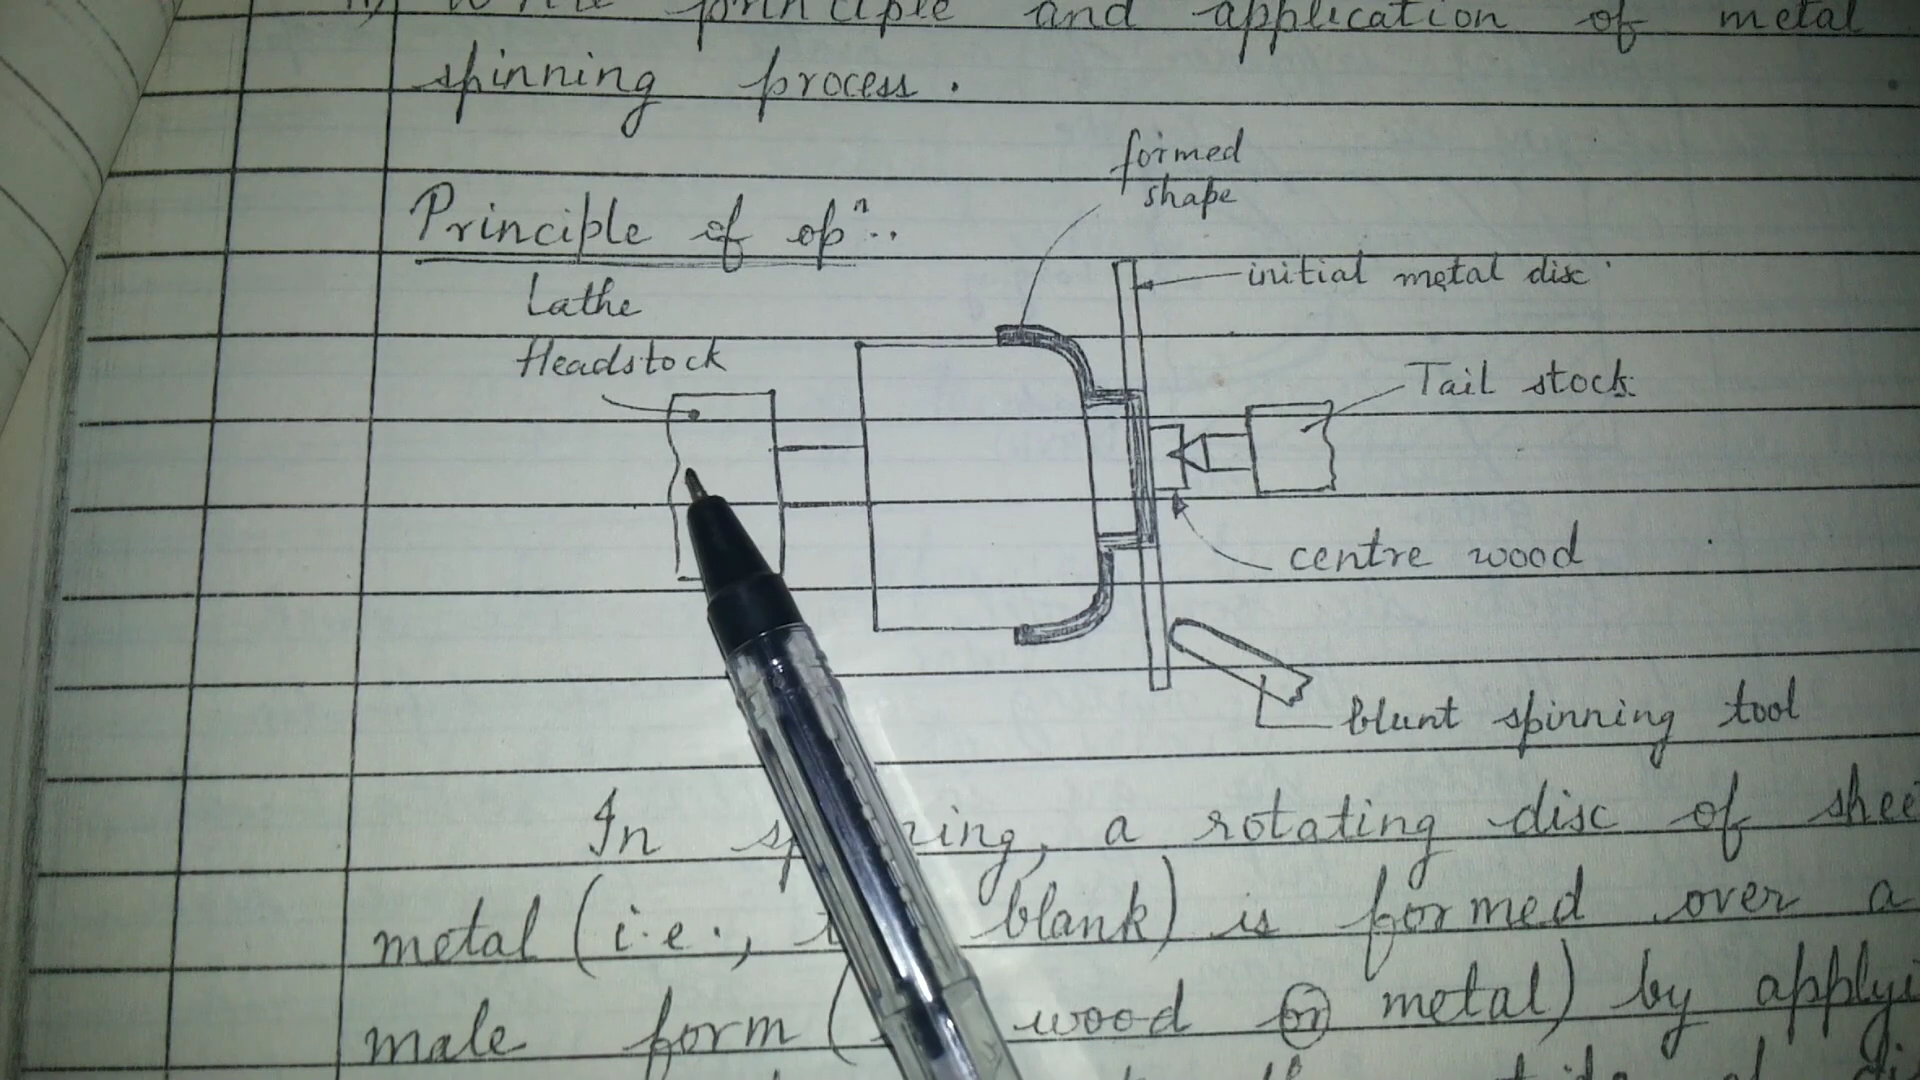 principle and application of metal
spinning process.
Principle of opⁿ:.
formed
shape
Lathe
Headstock
initial metal disc
Tail stock
centre wood
blunt spinning tool
In a rotating disc of
metal (i.e., blank) is formed over a
male form ( wood or metal) by